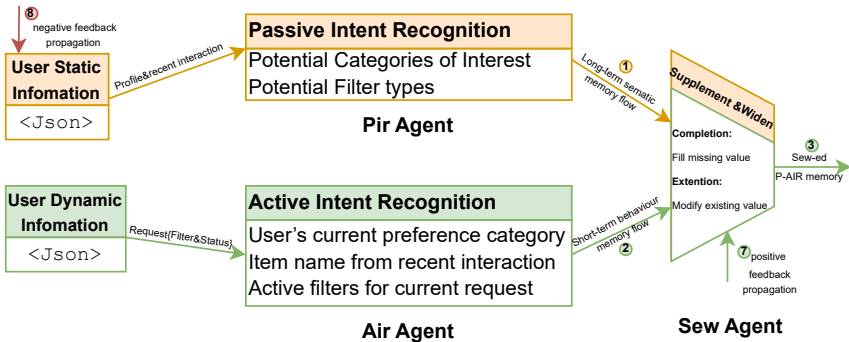 8
negative feedback
propagation
User Static
Infomation
<Json>
Profile&recent interaction
Passive Intent Recognition
Potential Categories of Interest
Potential Filter types
Pir Agent
1
Long-term sematic
memory flow
User Dynamic
Infomation
<Json>
Request{Filter&Status}
Active Intent Recognition
User's current preference category
Item name from recent interaction
Active filters for current request
Air Agent
Short-term behaviour
memory flow
2
Supplement &Widen
Completion:
Fill missing value
Extention:
Modify existing value
3
Sew-ed
P-AIR memory
7
positive
feedback
propagation
Sew Agent